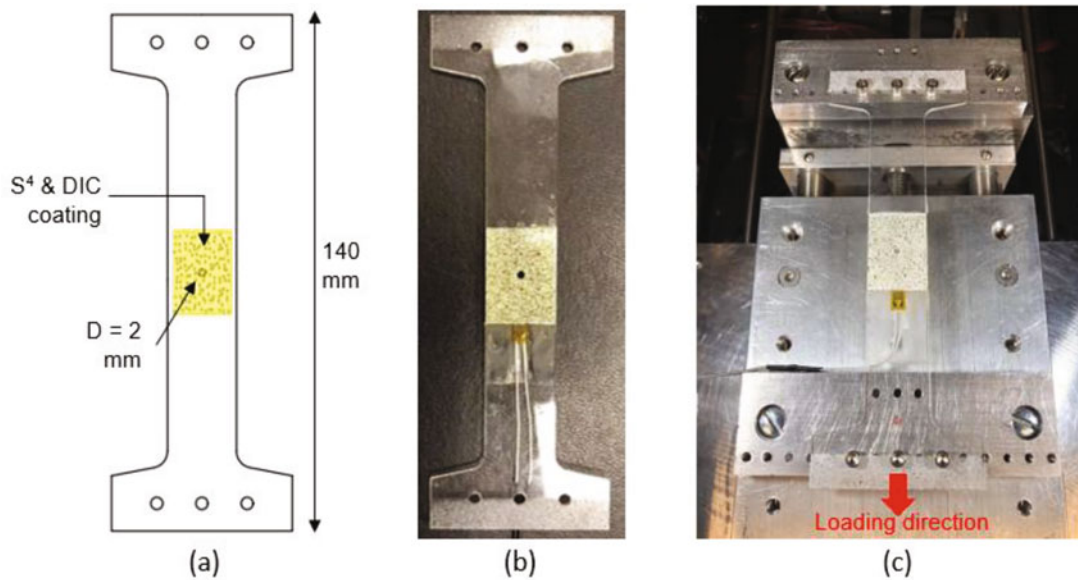 S⁴ & DIC
coating
D = 2
mm
140
mm
Loading direction
(a)
(b)
(c)